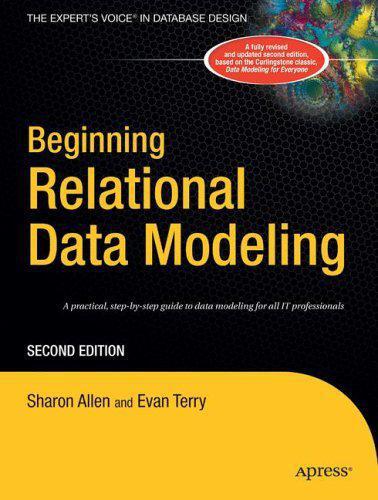 THE EXPERT'S VOICE® IN DATABASE DESIGN
A fully revised
and updated second edition,
based on the Curlingstone classic,
Data Modeling for Everyone
Beginning
Relational
Data Modeling
A practical, step-by-step guide to data modeling for all IT professionals
SECOND EDITION
Sharon Allen and Evan Terry
Apress®